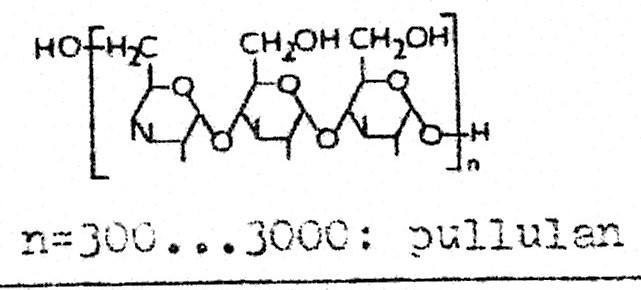 HO H₂C CH₂OH CH₂OH
O O O
O O O H
n
n=300...3000: pullulan